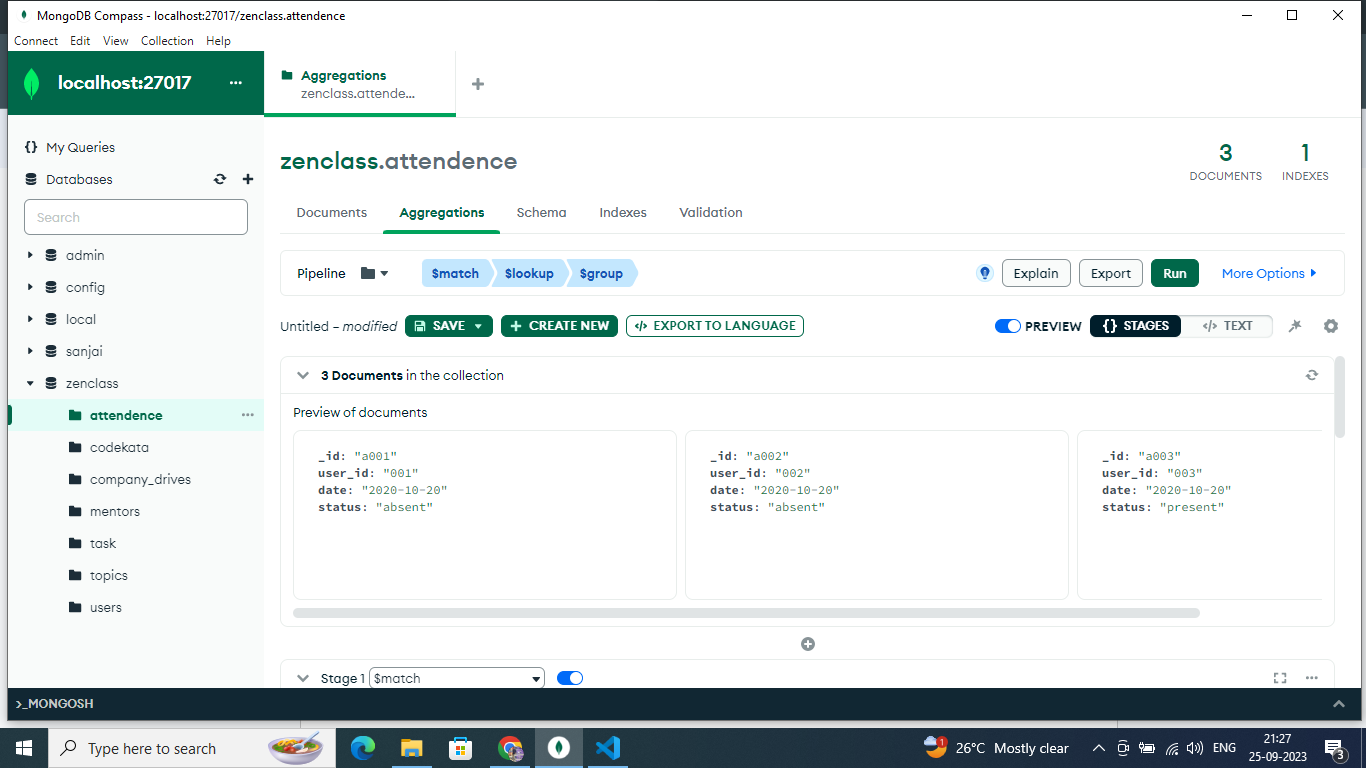 MongoDB Compass - localhost:27017/zenclass.attendence
Connect Edit View Collection Help
localhost:27017 ...
Aggregations
zenclass.attende...
My Queries
Databases
Search
admin
config
local
sanjai
zenclass
attendence ...
codekata
company_drives
mentors
task
topics
users
zenclass.attendence
3
DOCUMENTS
1
INDEXES
Documents Aggregations Schema Indexes Validation
Pipeline $match $lookup $group Explain Export Run More Options
Untitled – modified SAVE + CREATE NEW </> EXPORT TO LANGUAGE PREVIEW {} STAGES </> TEXT
3 Documents in the collection
Preview of documents
_id: "a001"
user_id: "001"
date: "2020-10-20"
status: "absent"
_id: "a002"
user_id: "002"
date: "2020-10-20"
status: "absent"
_id: "a003"
user_id: "003"
date: "2020-10-20"
status: "present"
Stage 1 $match ...
>_MONGOSH
Type here to search
1 26°C Mostly clear ENG 21:27
25-09-2023 3